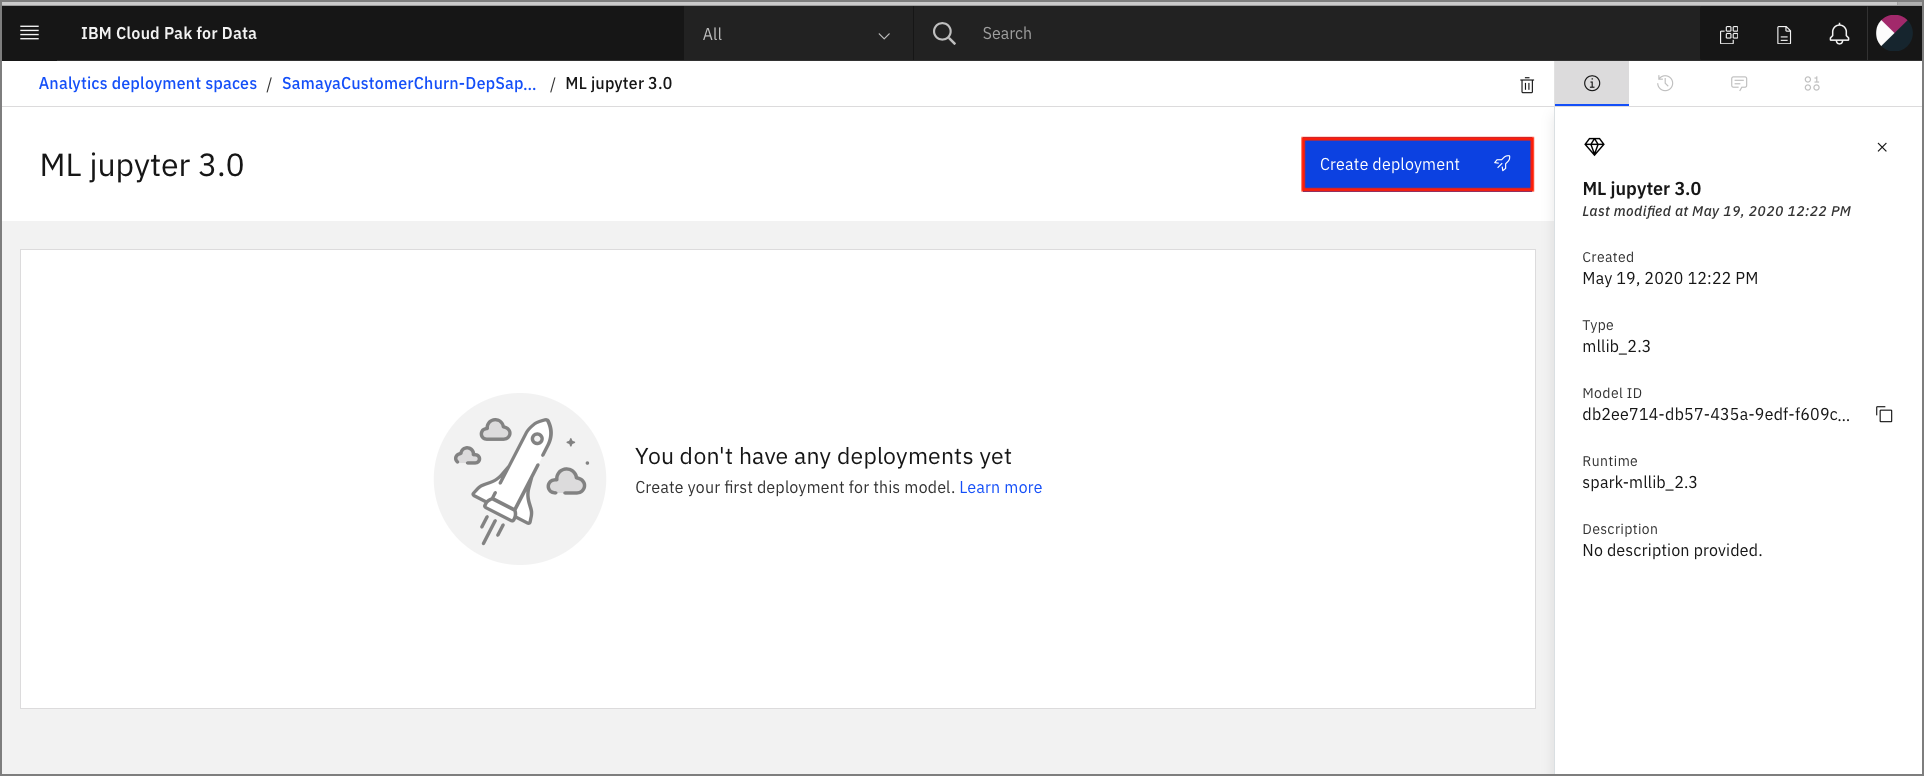 IBM Cloud Pak for Data
All
Search
Analytics deployment spaces / SamayaCustomerChurn-DepSap... / ML jupyter 3.0
ML jupyter 3.0
Create deployment
You don't have any deployments yet
Create your first deployment for this model. Learn more
ML jupyter 3.0
Last modified at May 19, 2020 12:22 PM
Created
May 19, 2020 12:22 PM
Type
mllib_2.3
Model ID
db2ee714-db57-435a-9edf-f609c...
Runtime
spark-mllib_2.3
Description
No description provided.